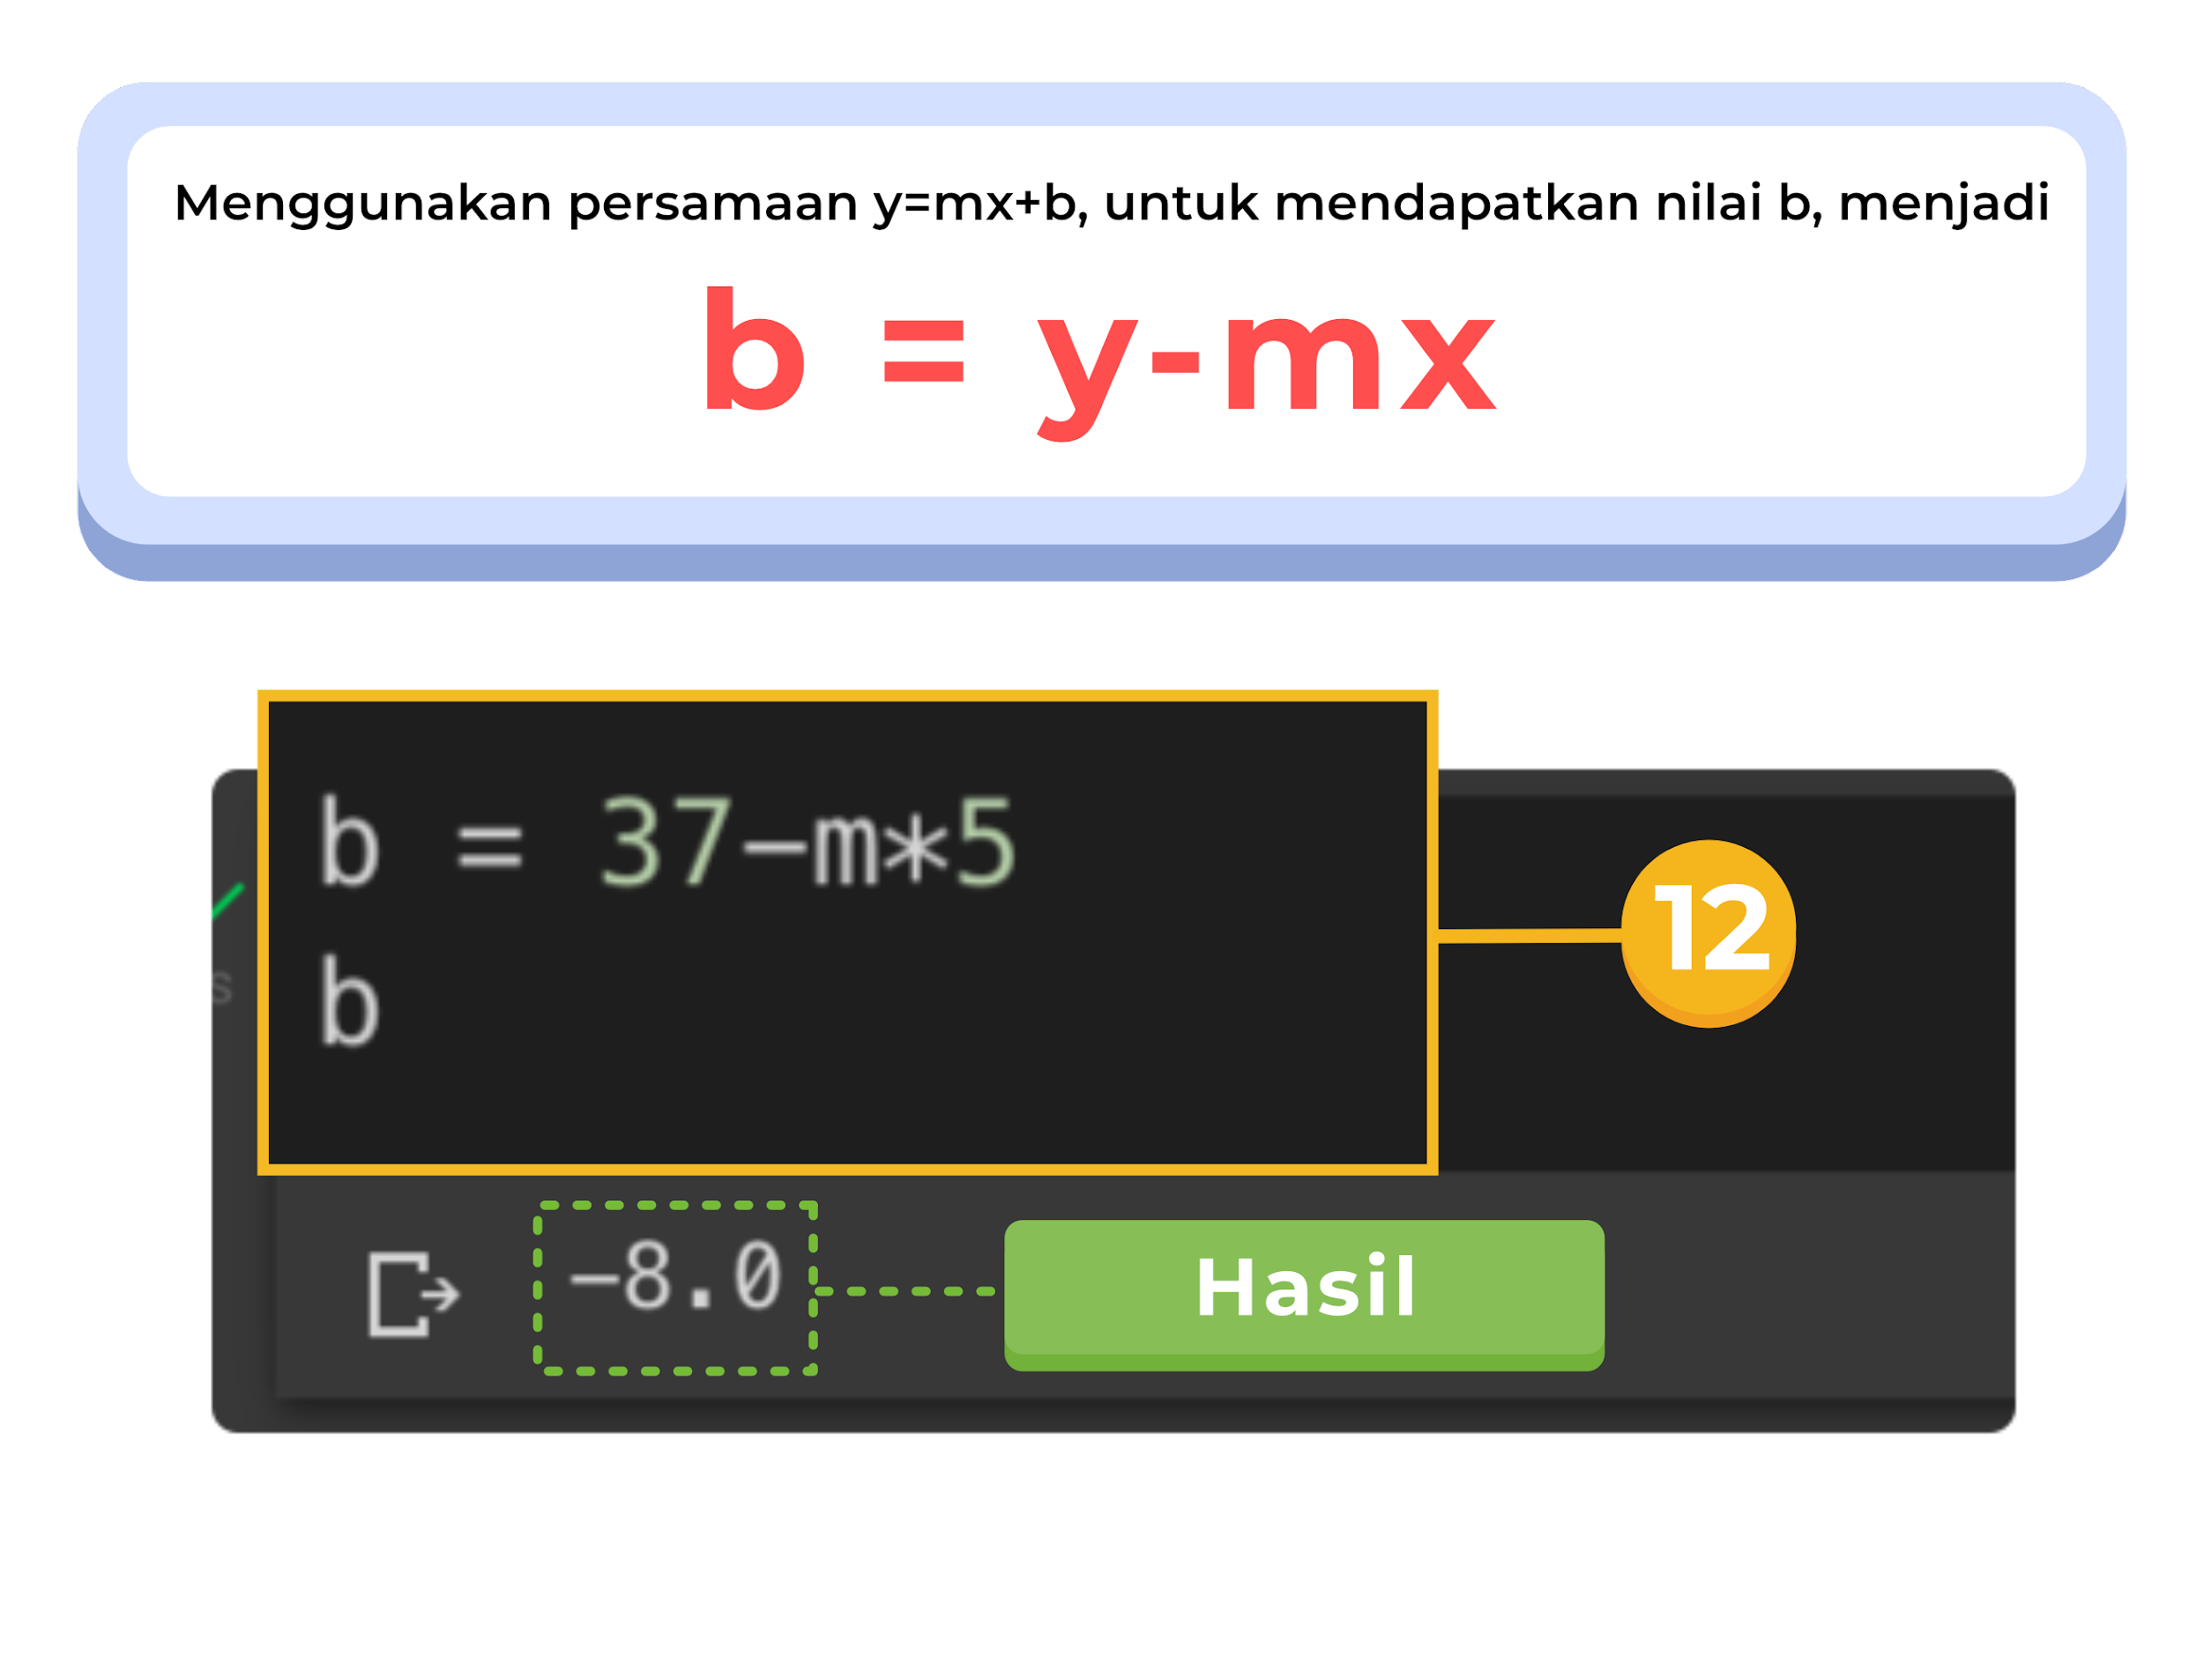 Menggunakan persamaan y=mx+b, untuk mendapatkan nilai b, menjadi
b = y-mx
b = 37-m*5
b
12
s
-8.0
Hasil